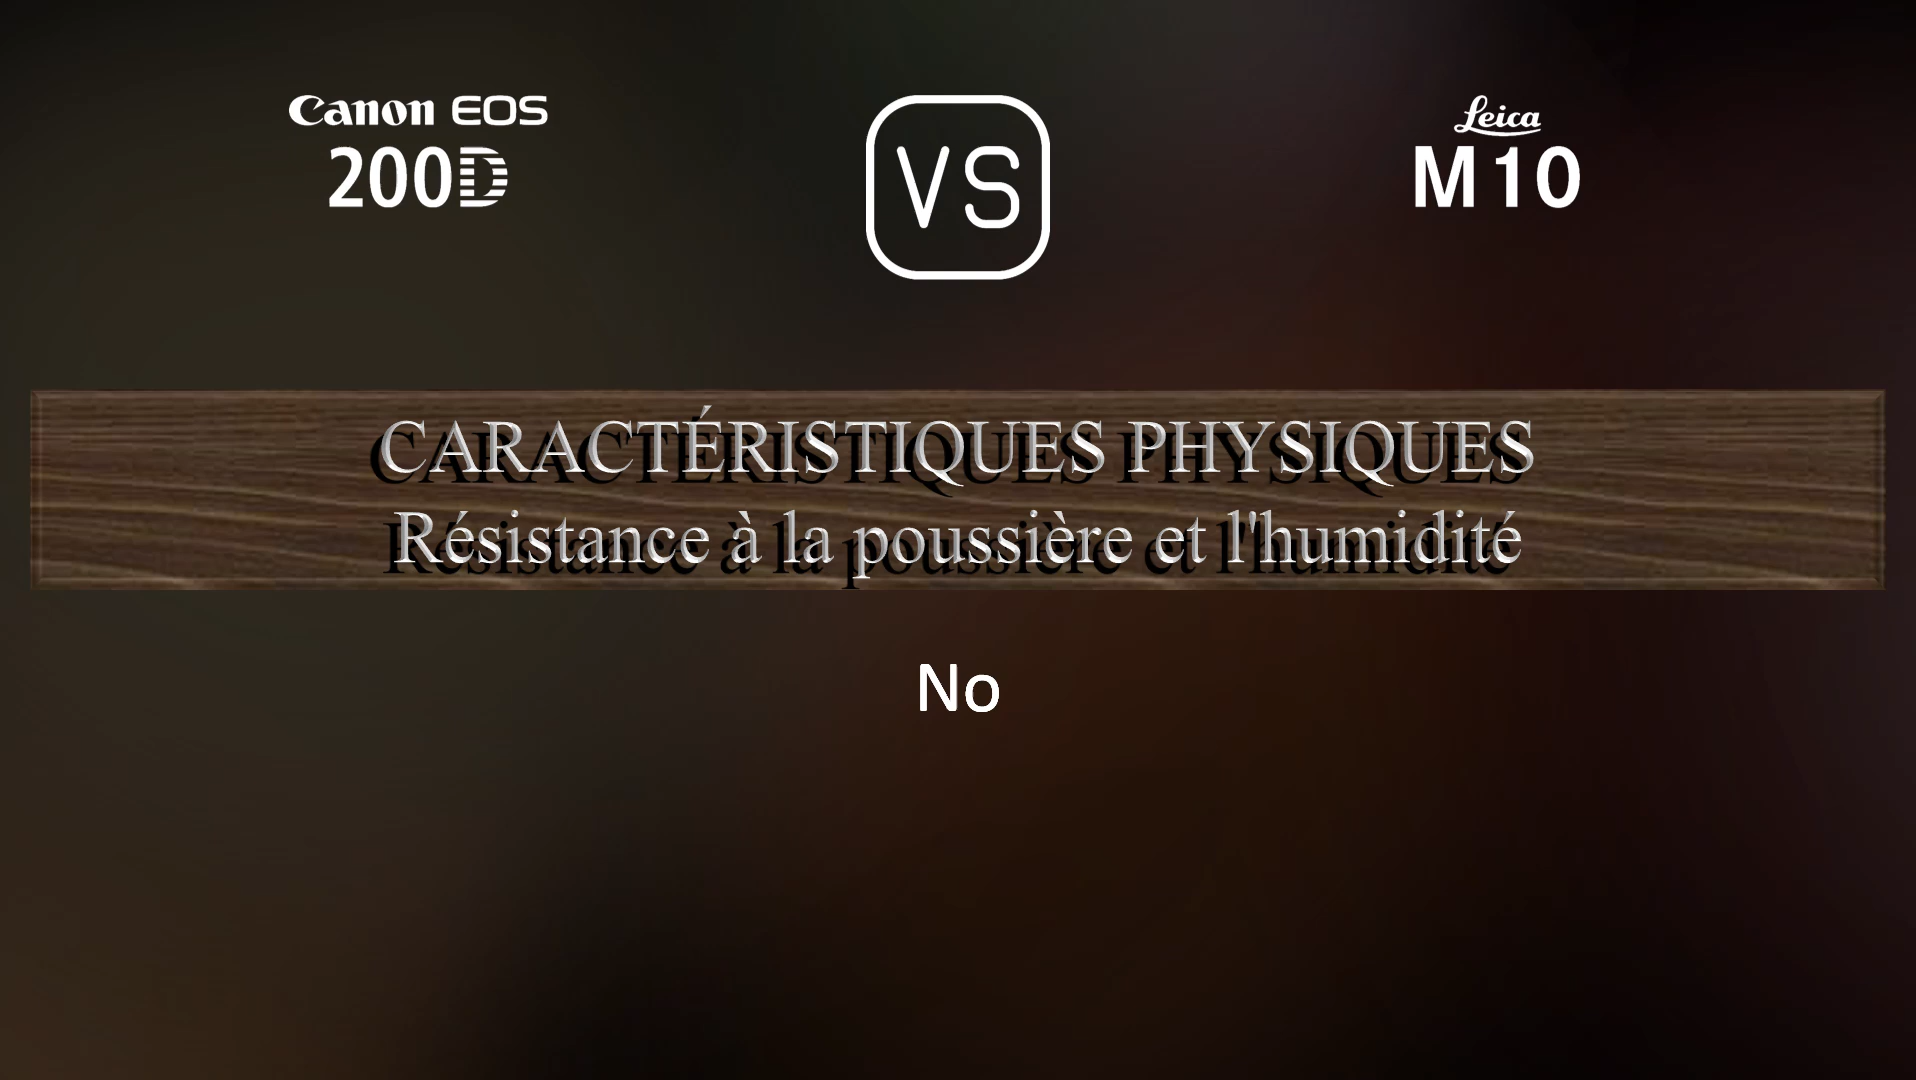 Canon EOS
200D
VS
Leica
M10
CARACTÉRISTIQUES PHYSIQUES
Résistance à la poussière et l'humidité
No